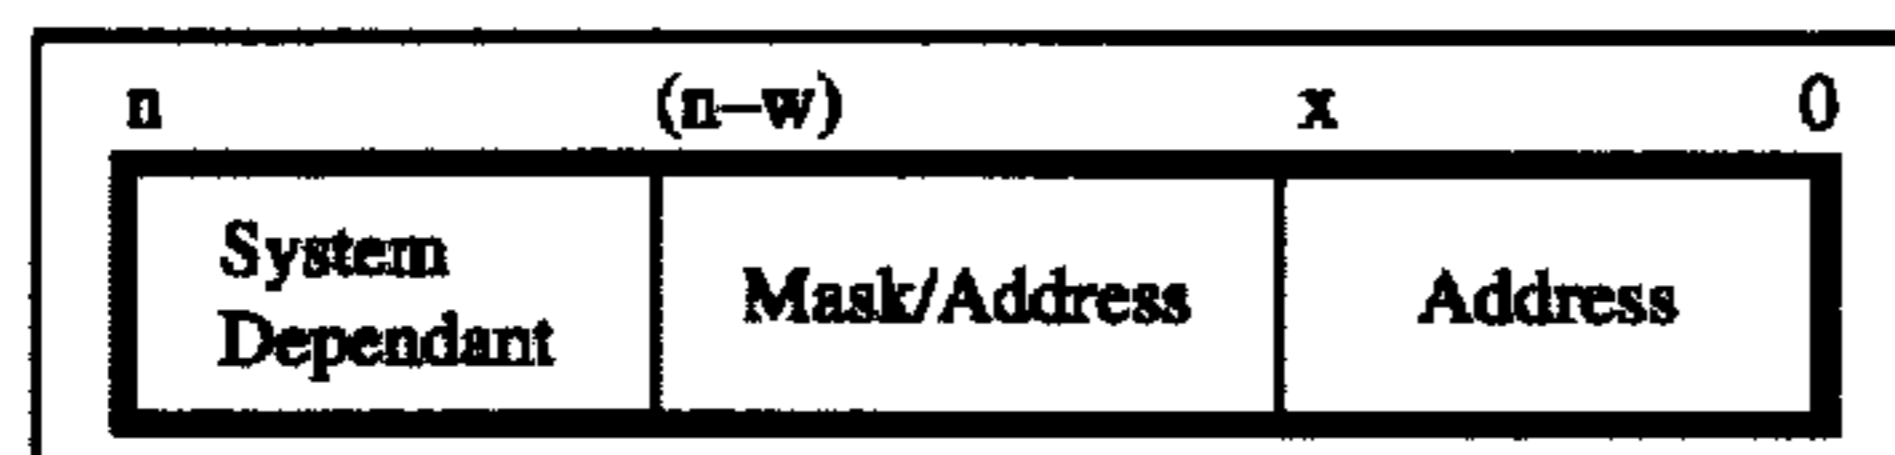 n (n-w) x 0
System
Dependant
Mask/Address
Address